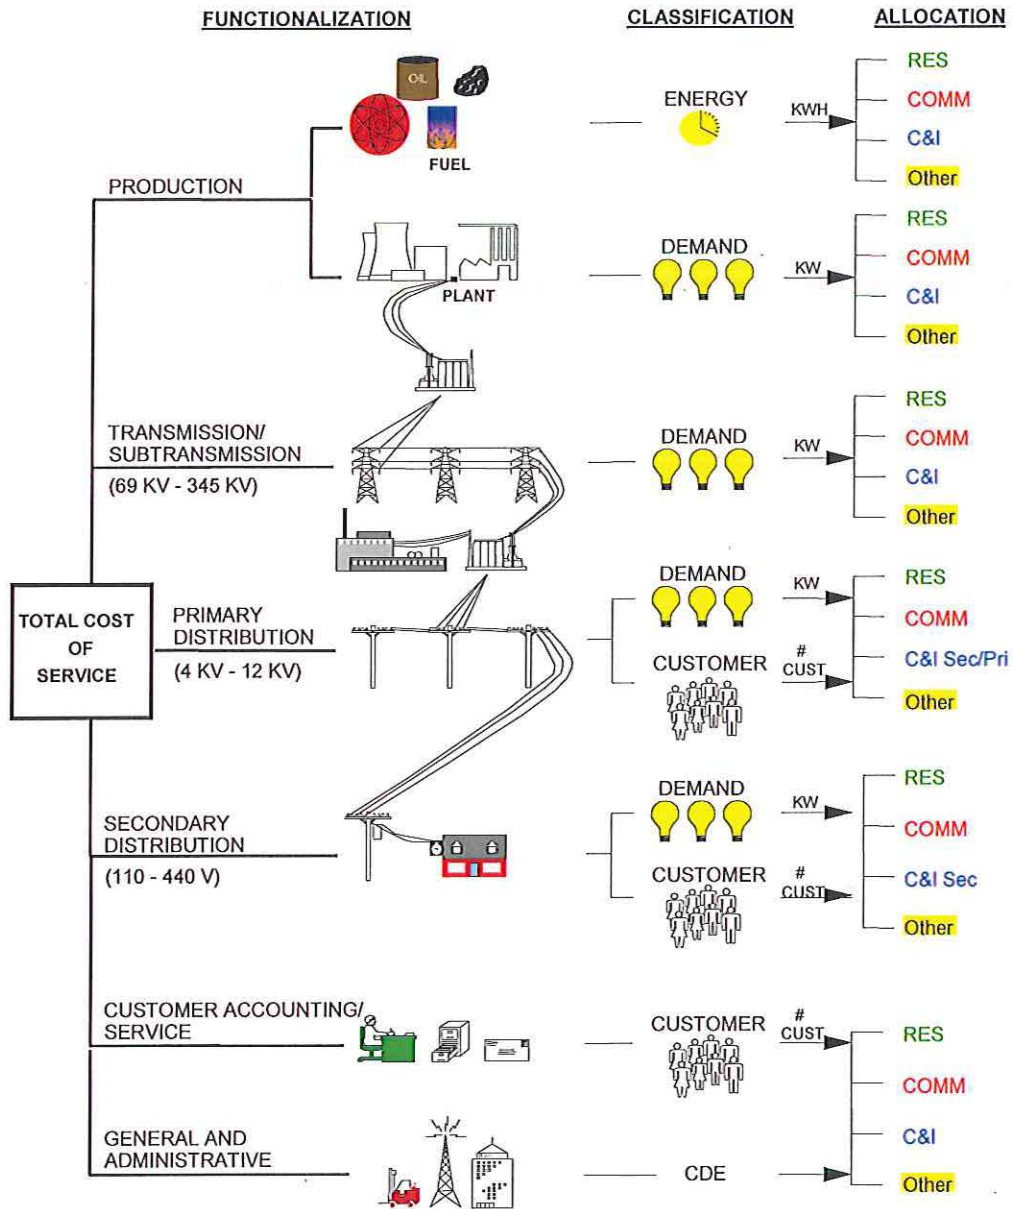 FUNCTIONALIZATION
CLASSIFICATION
ALLOCATION
OIL
FUEL
PRODUCTION
ENERGY
KWH
RES
COMM
C&I
Other
PLANT
DEMAND
KW
RES
COMM
C&I
Other
TRANSMISSION/
SUBTRANSMISSION
(69 KV - 345 KV)
DEMAND
KW
RES
COMM
C&I
Other
TOTAL COST
OF
SERVICE
PRIMARY
DISTRIBUTION
(4 KV - 12 KV)
DEMAND
KW
CUSTOMER
#
CUST
RES
COMM
C&I Sec/Pri
Other
SECONDARY
DISTRIBUTION
(110 - 440 V)
DEMAND
KW
CUSTOMER
#
CUST
RES
COMM
C&I Sec
Other
CUSTOMER ACCOUNTING/
SERVICE
CUSTOMER
#
CUST
GENERAL AND
ADMINISTRATIVE
CDE
RES
COMM
C&I
Other